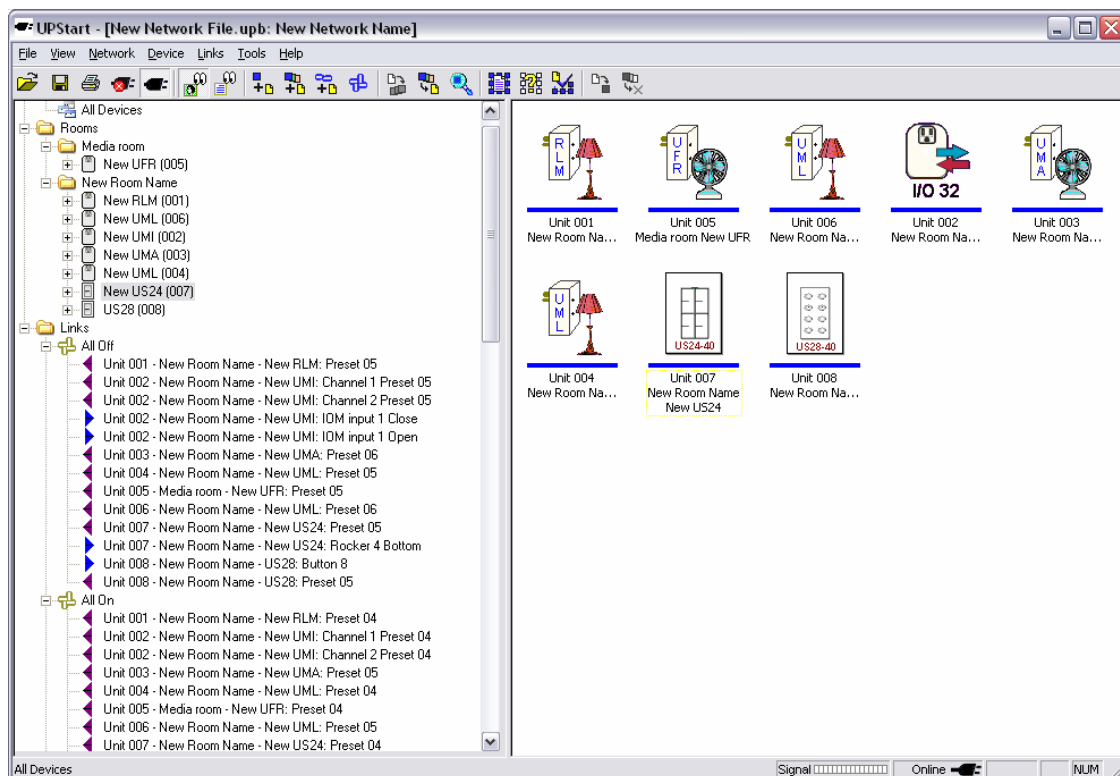 UPStart - [New Network File.upb: New Network Name]
File View Network Device Links Tools Help
All Devices
Rooms
Media room
New UFR (005)
New Room Name
New RLM (001)
New UML (006)
New UMI (002)
New UMA (003)
New UML (004)
New US24 (007)
US28 (008)
Links
All Off
Unit 001 - New Room Name - New RLM: Preset 05
Unit 002 - New Room Name - New UMI: Channel 1 Preset 05
Unit 002 - New Room Name - New UMI: Channel 2 Preset 05
Unit 002 - New Room Name - New UMI: IOM input 1 Close
Unit 002 - New Room Name - New UMI: IOM input 1 Open
Unit 003 - New Room Name - New UMA: Preset 06
Unit 004 - New Room Name - New UML: Preset 05
Unit 005 - Media room - New UFR: Preset 05
Unit 006 - New Room Name - New UML: Preset 06
Unit 007 - New Room Name - New US24: Preset 05
Unit 007 - New Room Name - New US24: Rocker 4 Bottom
Unit 008 - New Room Name - US28: Button 8
Unit 008 - New Room Name - US28: Preset 05
All On
Unit 001 - New Room Name - New RLM: Preset 04
Unit 002 - New Room Name - New UMI: Channel 1 Preset 04
Unit 002 - New Room Name - New UMI: Channel 2 Preset 04
Unit 003 - New Room Name - New UMA: Preset 05
Unit 004 - New Room Name - New UML: Preset 04
Unit 005 - Media room - New UFR: Preset 04
Unit 006 - New Room Name - New UML: Preset 05
Unit 007 - New Room Name - New US24: Preset 04
RLM
Unit 001
New Room Na...
UFR
Unit 005
Media room New UFR
UML
Unit 006
New Room Na...
I/O 32
Unit 002
New Room Na...
UMA
Unit 003
New Room Na...
UML
Unit 004
New Room Na...
US24-40
Unit 007
New Room Name
New US24
US28-40
Unit 008
New Room Na...
All Devices
Signal
Online
NUM